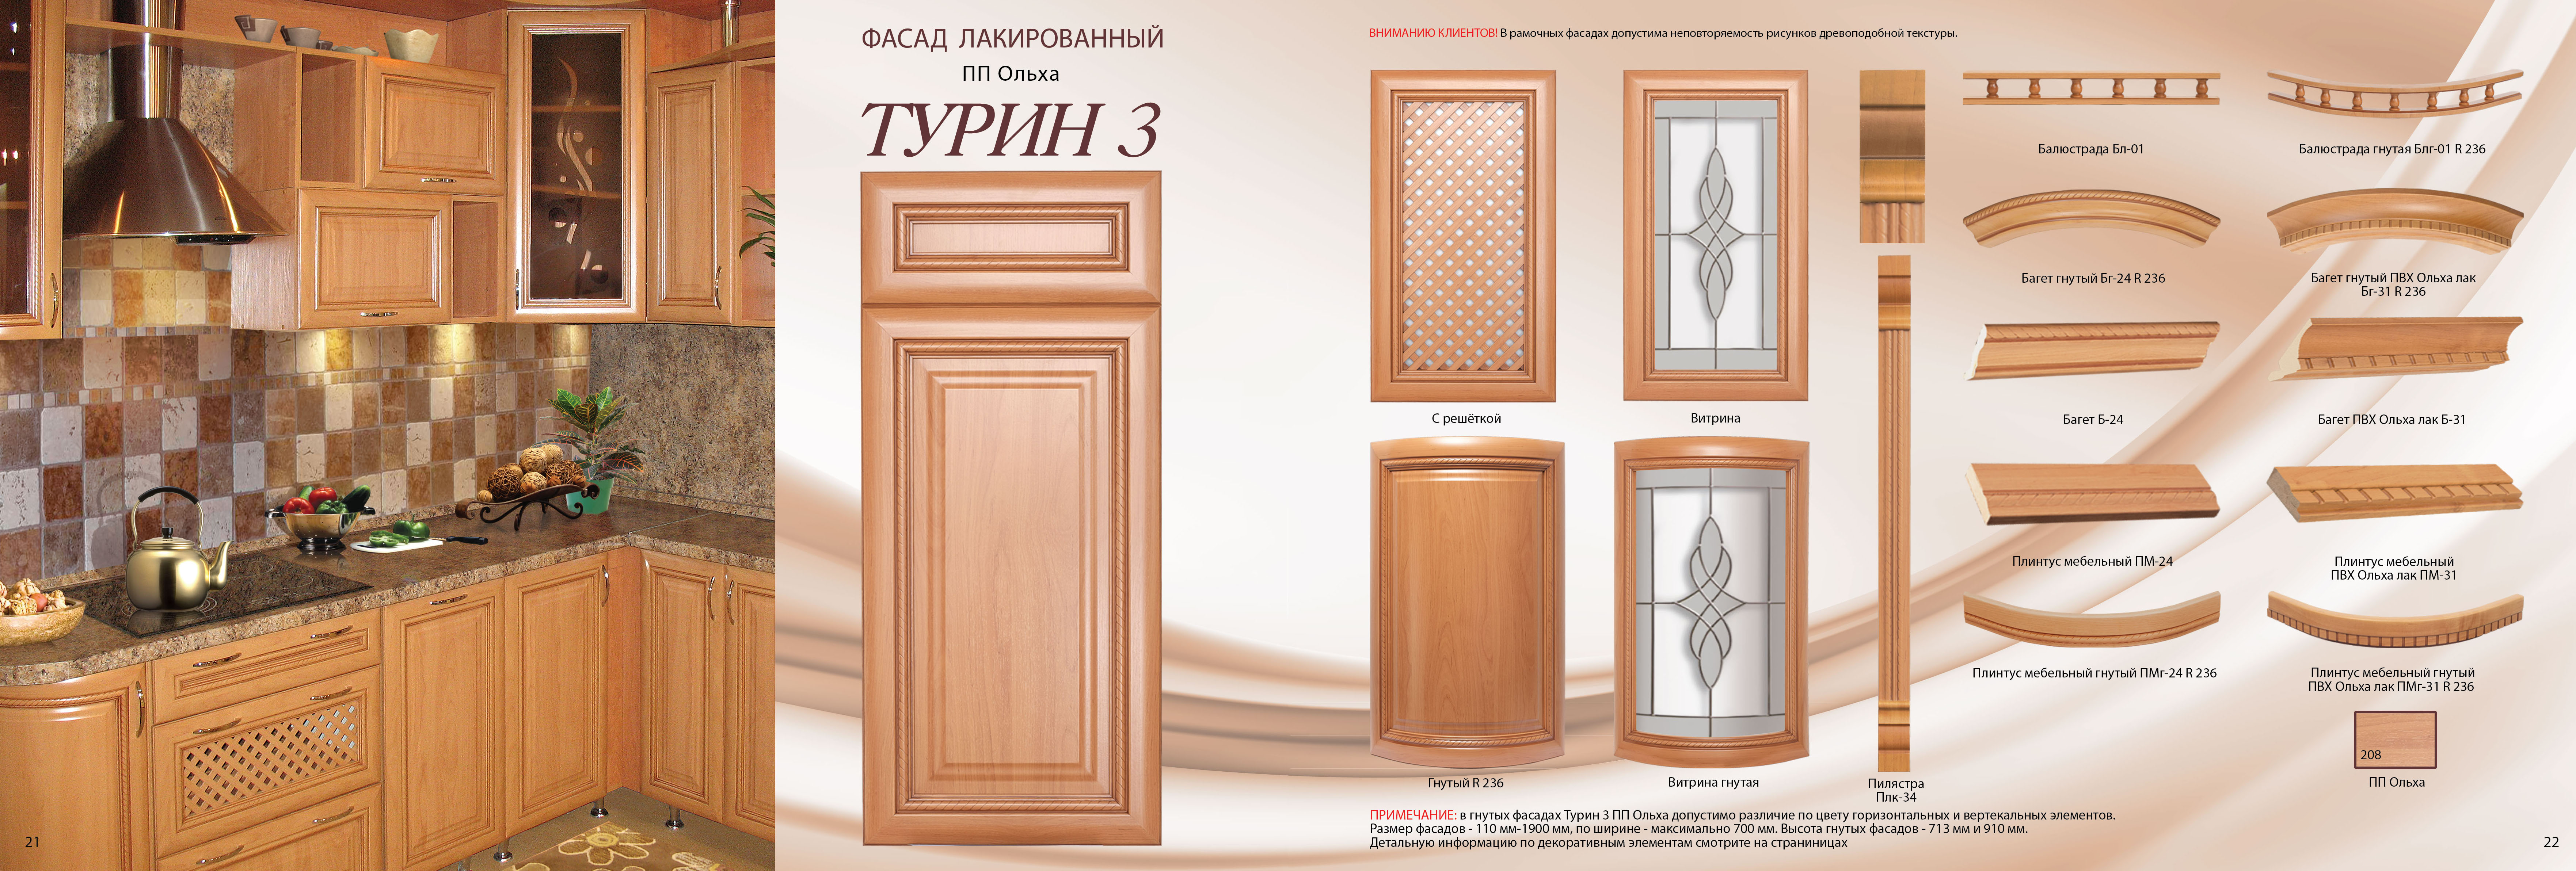 ФАСАД ЛАКИРОВАННЫЙ
ПП Ольха
ТУРИН 3
ВНИМАНИЮ КЛИЕНТОВ! В рамочных фасадах допустима неповторяемость рисунков древоподобной текстуры.
С решёткой
Витрина
Гнутый R 236
Витрина гнутая
Пилястра
Плк-34
Балюстрада Бл-01
Балюстрада гнутая Блг-01 R 236
Багет гнутый Бг-24 R 236
Багет гнутый ПВХ Ольха лак
Бг-31 R 236
Багет Б-24
Багет ПВХ Ольха лак Б-31
Плинтус мебельный ПМ-24
Плинтус мебельный
ПВХ Ольха лак ПМ-31
Плинтус мебельный гнутый ПМг-24 R 236
Плинтус мебельный гнутый
ПВХ Ольха лак ПМг-31 R 236
208
ПП Ольха
ПРИМЕЧАНИЕ: в гнутых фасадах Турин 3 ПП Ольха допустимо различие по цвету горизонтальных и вертекальных элементов.
Размер фасадов - 110 мм-1900 мм, по ширине - максимально 700 мм. Высота гнутых фасадов - 713 мм и 910 мм.
Детальную информацию по декоративным элементам смотрите на страниницах
21
22